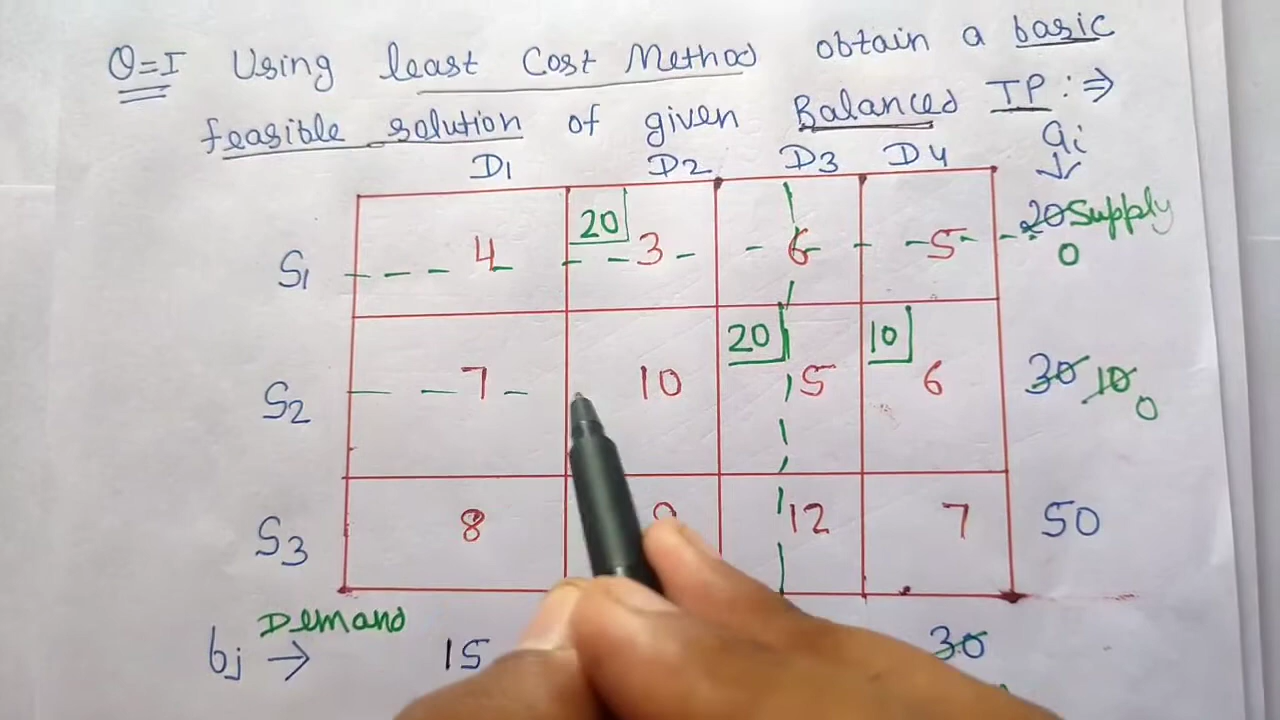 Q=I Using least Cost Method obtain a basic
feasible solution of given Balanced TP :⇒
D1 D2 D3 D4 ai
↓
S1 4 20 3 6 5 20 Supply
0
S2 7 10 20 5 10 6 30 10 0
S3 8 12 7 50
Demand
bj → 15 30